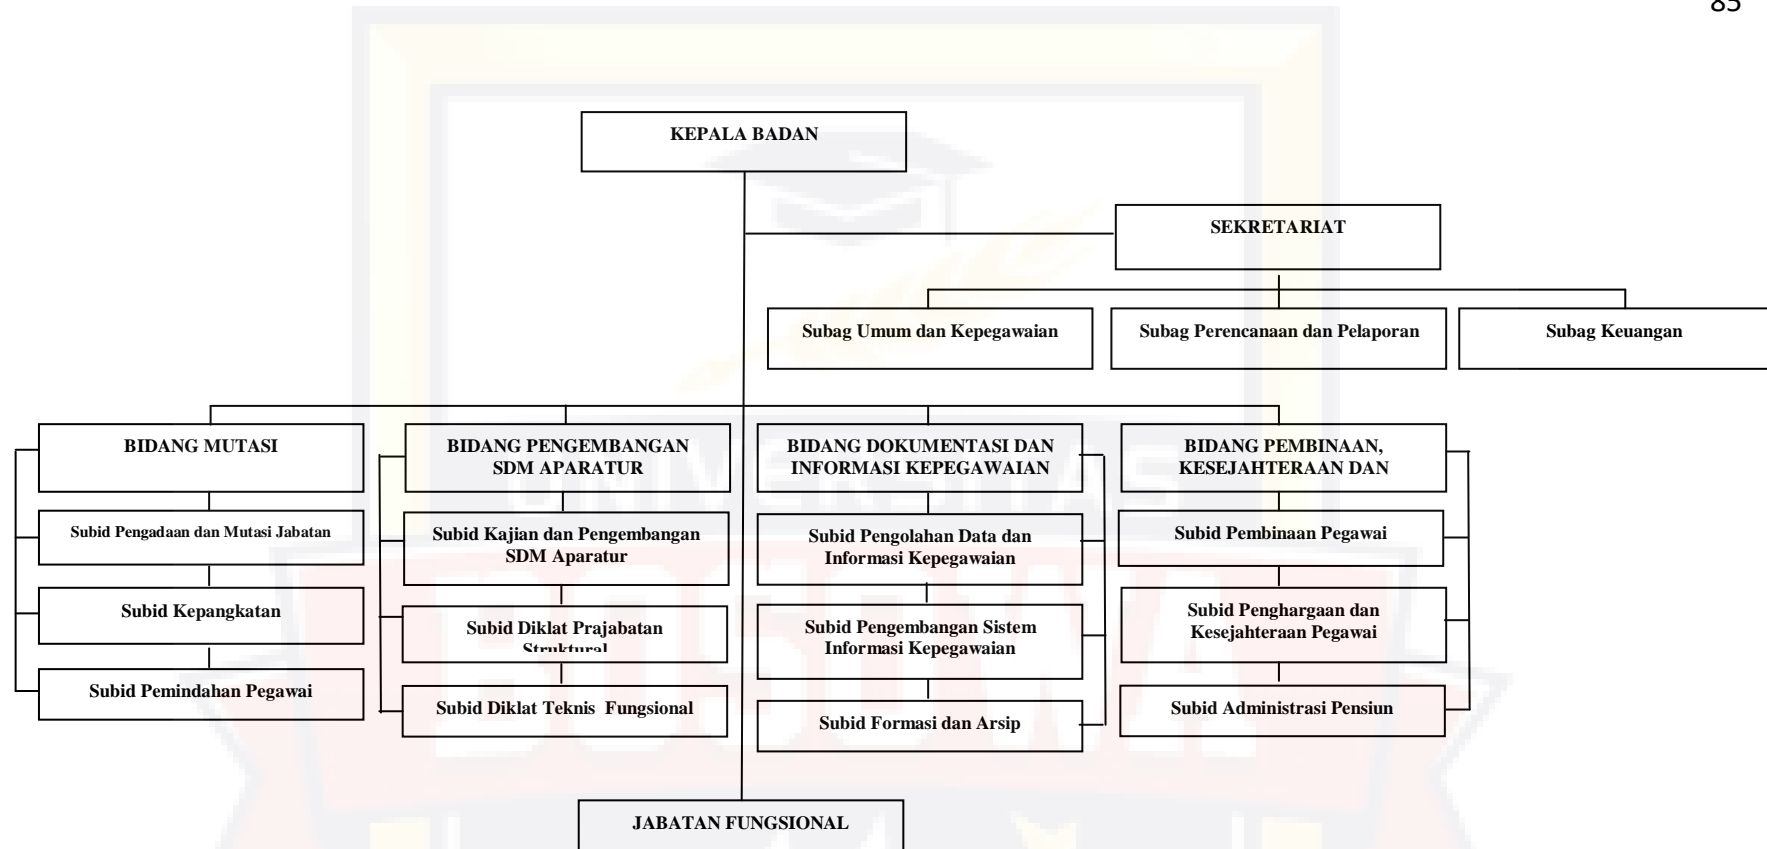 85
KEPALA BADAN
SEKRETARIAT
Subag Umum dan Kepegawaian
Subag Perencanaan dan Pelaporan
Subag Keuangan
BIDANG MUTASI
BIDANG PENGEMBANGAN
SDM APARATUR
BIDANG DOKUMENTASI DAN
INFORMASI KEPEGAWAIAN
BIDANG PEMBINAAN,
KESEJAHTERAAN DAN
Subid Pengadaan dan Mutasi Jabatan
Subid Kajian dan Pengembangan
SDM Aparatur
Subid Pengolahan Data dan
Informasi Kepegawaian
Subid Pembinaan Pegawai
Subid Kepangkatan
Subid Diklat Prajabatan
Struktural
Subid Pengembangan Sistem
Informasi Kepegawaian
Subid Penghargaan dan
Kesejahteraan Pegawai
Subid Pemindahan Pegawai
Subid Diklat Teknis  Fungsional
Subid Formasi dan Arsip
Subid Administrasi Pensiun
JABATAN FUNGSIONAL
UNIVERSITAS
BOSOWA